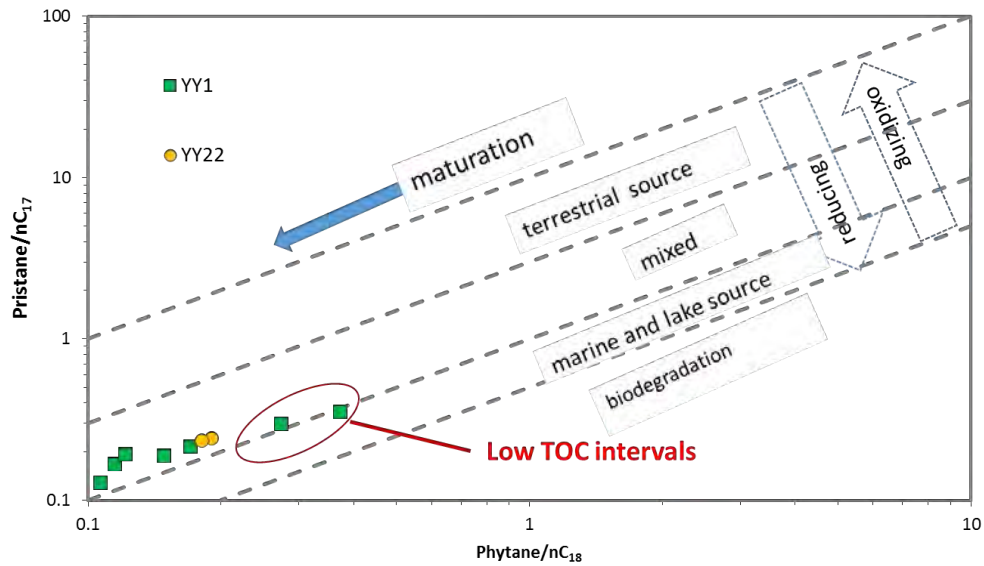 100
10
1
0.1
Pristane/nC17
YY1
YY22
maturation
terrestrial source
mixed
marine and lake source
biodegradation
reducing
oxidizing
Low TOC intervals
0.1
1
10
Phytane/nC18